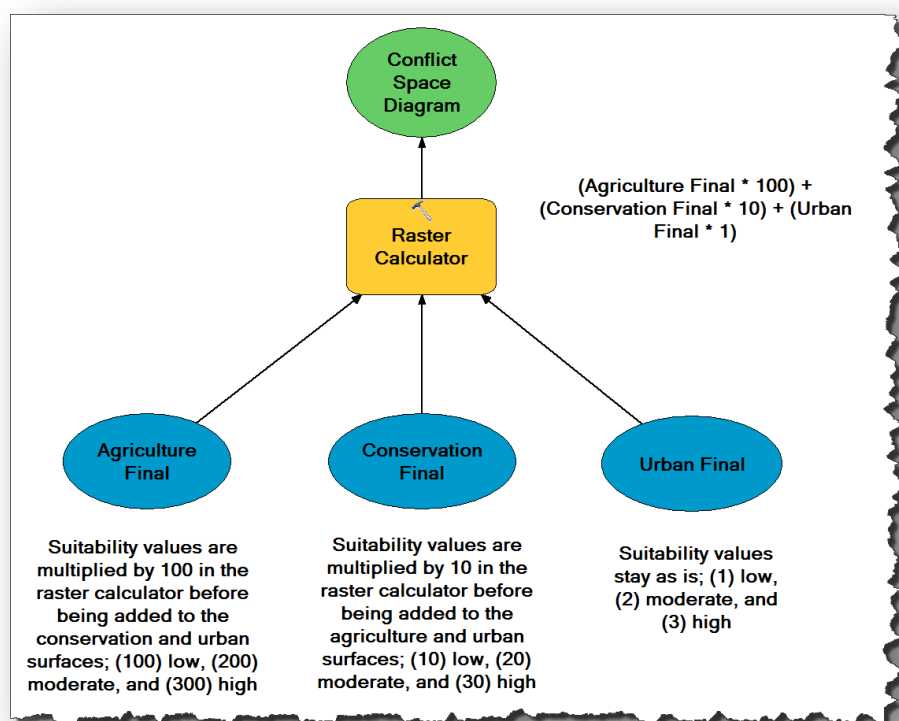 Conflict
Space
Diagram
(Agriculture Final * 100) +
(Conservation Final * 10) + (Urban
Final * 1)
Raster
Calculator
Agriculture
Final
Conservation
Final
Urban Final
Suitability values are
multiplied by 100 in the
raster calculator before
being added to the
conservation and urban
surfaces; (100) low, (200)
moderate, and (300) high
Suitability values are
multiplied by 10 in the
raster calculator before
being added to the
agriculture and urban
surfaces; (10) low, (20)
moderate, and (30) high
Suitability values
stay as is; (1) low,
(2) moderate, and
(3) high